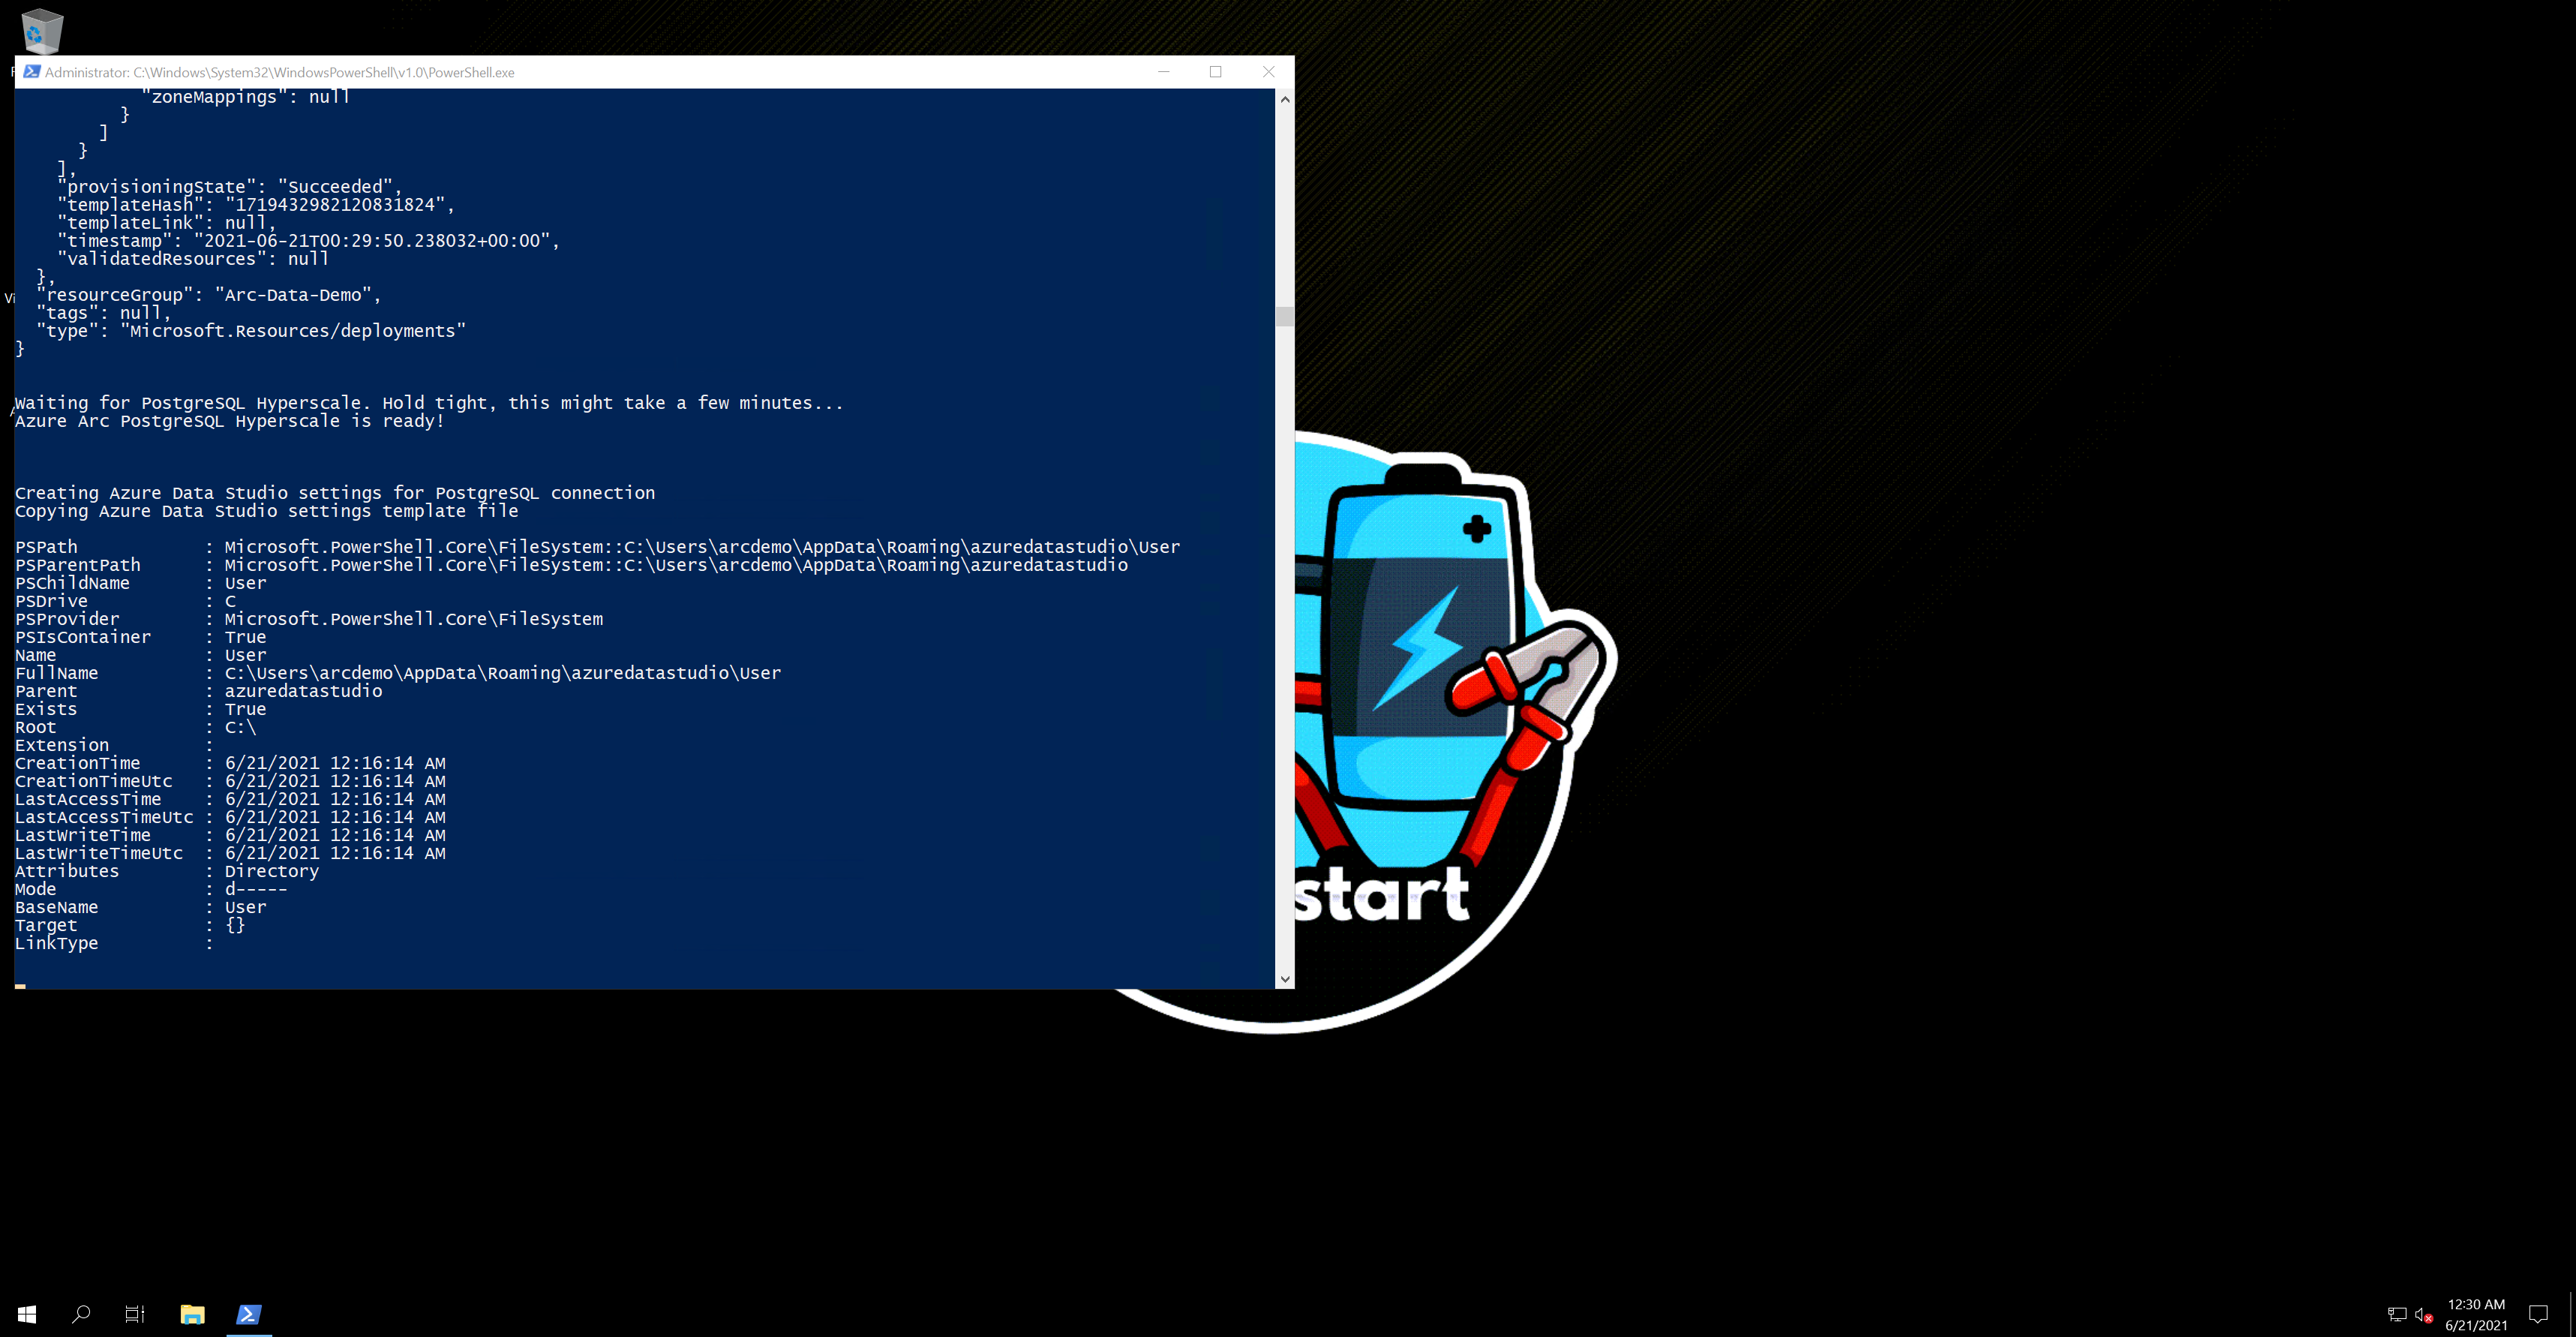 Administrator: C:\Windows\System32\WindowsPowerShell\v1.0\PowerShell.exe
"zoneMappings": null
}
]
}
],
"provisioningState": "Succeeded",
"templateHash": "1719432982120831824",
"templateLink": null,
"timestamp": "2021-06-21T00:29:50.238032+00:00",
"validatedResources": null
},
"resourceGroup": "Arc-Data-Demo",
"tags": null,
"type": "Microsoft.Resources/deployments"
}
Waiting for PostgreSQL Hyperscale. Hold tight, this might take a few minutes...
Azure Arc PostgreSQL Hyperscale is ready!
Creating Azure Data Studio settings for PostgreSQL connection
Copying Azure Data Studio settings template file
PSPath : Microsoft.PowerShell.Core\FileSystem::C:\Users\arcdemo\AppData\Roaming\azuredatastudio\User
PSParentPath : Microsoft.PowerShell.Core\FileSystem::C:\Users\arcdemo\AppData\Roaming\azuredatastudio
PSChildName : User
PSDrive : C
PSProvider : Microsoft.PowerShell.Core\FileSystem
PSIsContainer : True
Name : User
FullName : C:\Users\arcdemo\AppData\Roaming\azuredatastudio\User
Parent : azuredatastudio
Exists : True
Root : C:\
Extension :
CreationTime : 6/21/2021 12:16:14 AM
CreationTimeUtc : 6/21/2021 12:16:14 AM
LastAccessTime : 6/21/2021 12:16:14 AM
LastAccessTimeUtc : 6/21/2021 12:16:14 AM
LastWriteTime : 6/21/2021 12:16:14 AM
LastWriteTimeUtc : 6/21/2021 12:16:14 AM
Attributes : Directory
Mode : d-----
BaseName : User
Target : {}
LinkType :
start
12:30 AM
6/21/2021